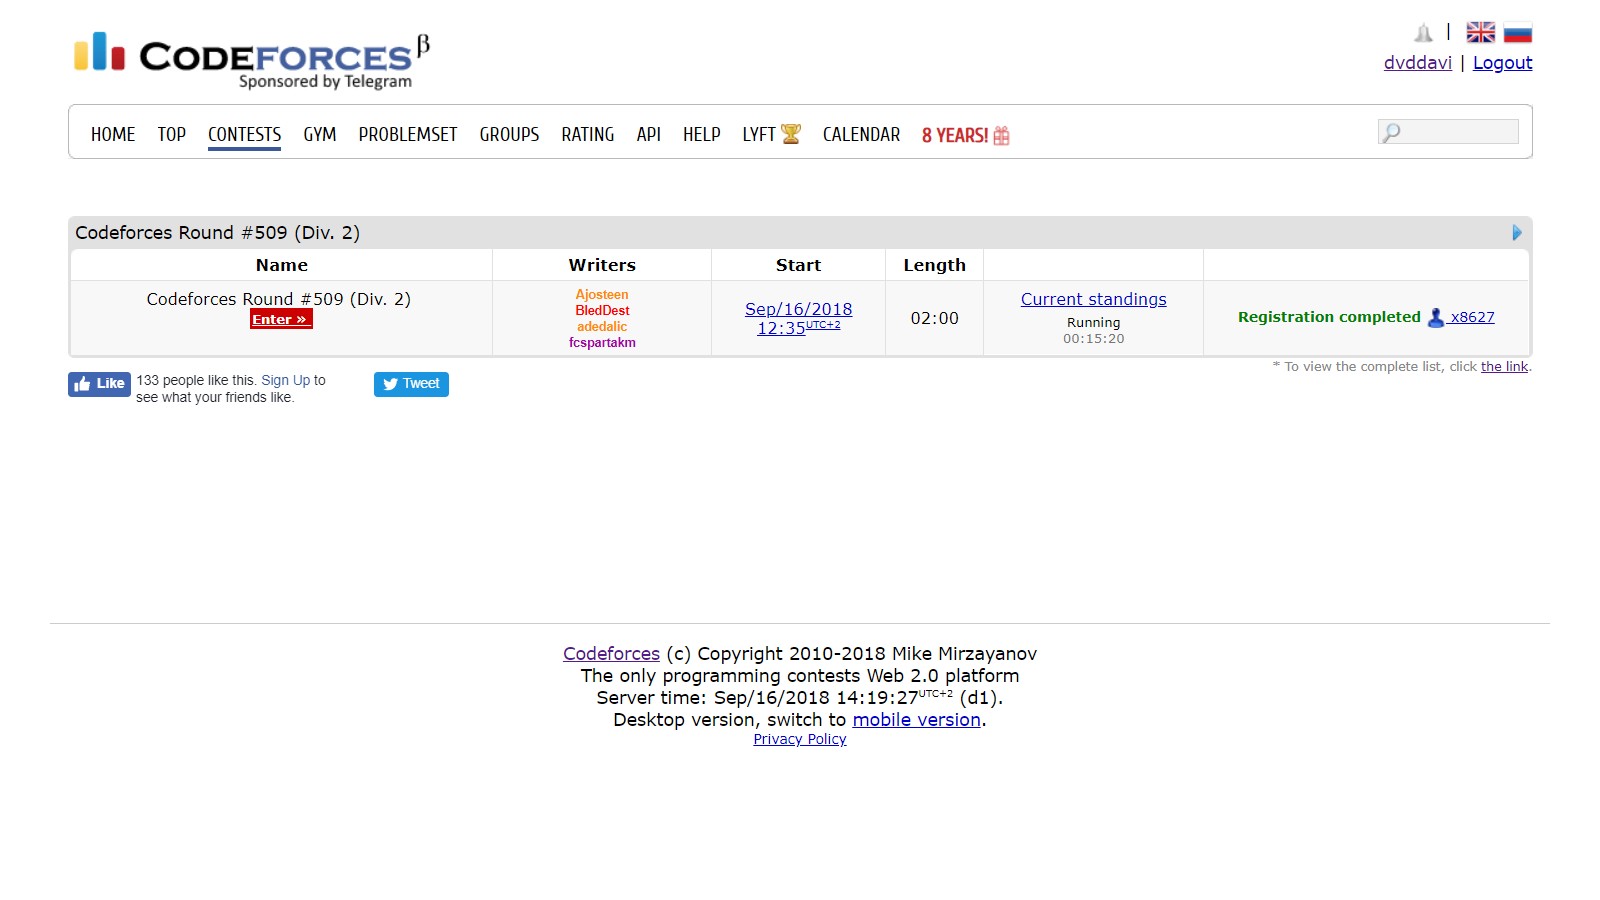 CODEFORCES β
Sponsored by Telegram
|
dvddavi | Logout
HOME TOP CONTESTS GYM PROBLEMSET GROUPS RATING API HELP LYFT CALENDAR 8 YEARS!
Codeforces Round #509 (Div. 2)
Name Writers Start Length
Codeforces Round #509 (Div. 2)
Enter »
Ajosteen
BledDest
adedalic
fcspartakm
Sep/16/2018
12:35 UTC+2
02:00
Current standings
Running
00:15:20
Registration completed x8627
* To view the complete list, click the link.
Like 133 people like this. Sign Up to
see what your friends like.
Tweet
Codeforces (c) Copyright 2010-2018 Mike Mirzayanov
The only programming contests Web 2.0 platform
Server time: Sep/16/2018 14:19:27 UTC+2 (d1).
Desktop version, switch to mobile version.
Privacy Policy